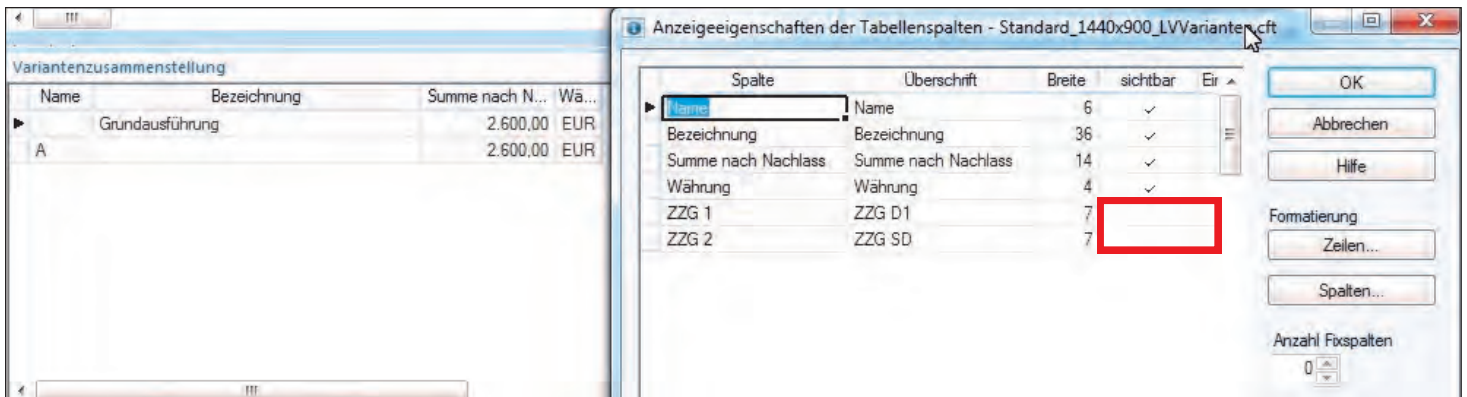 Variantenzusammenstellung
Name Bezeichnung Summe nach N... Wä...
Grundausführung 2.600,00 EUR
A 2.600,00 EUR
Anzeigeeigenschaften der Tabellenspalten - Standard_1440x900_LVVarianten.cft
Spalte Überschrift Breite sichtbar Eir
Name Name 6 ✓
Bezeichnung Bezeichnung 36 ✓
Summe nach Nachlass Summe nach Nachlass 14 ✓
Währung Währung 4 ✓
ZZG 1 ZZG D1 7
ZZG 2 ZZG SD 7
OK
Abbrechen
Hilfe
Formatierung
Zeilen...
Spalten...
Anzahl Fixspalten
0